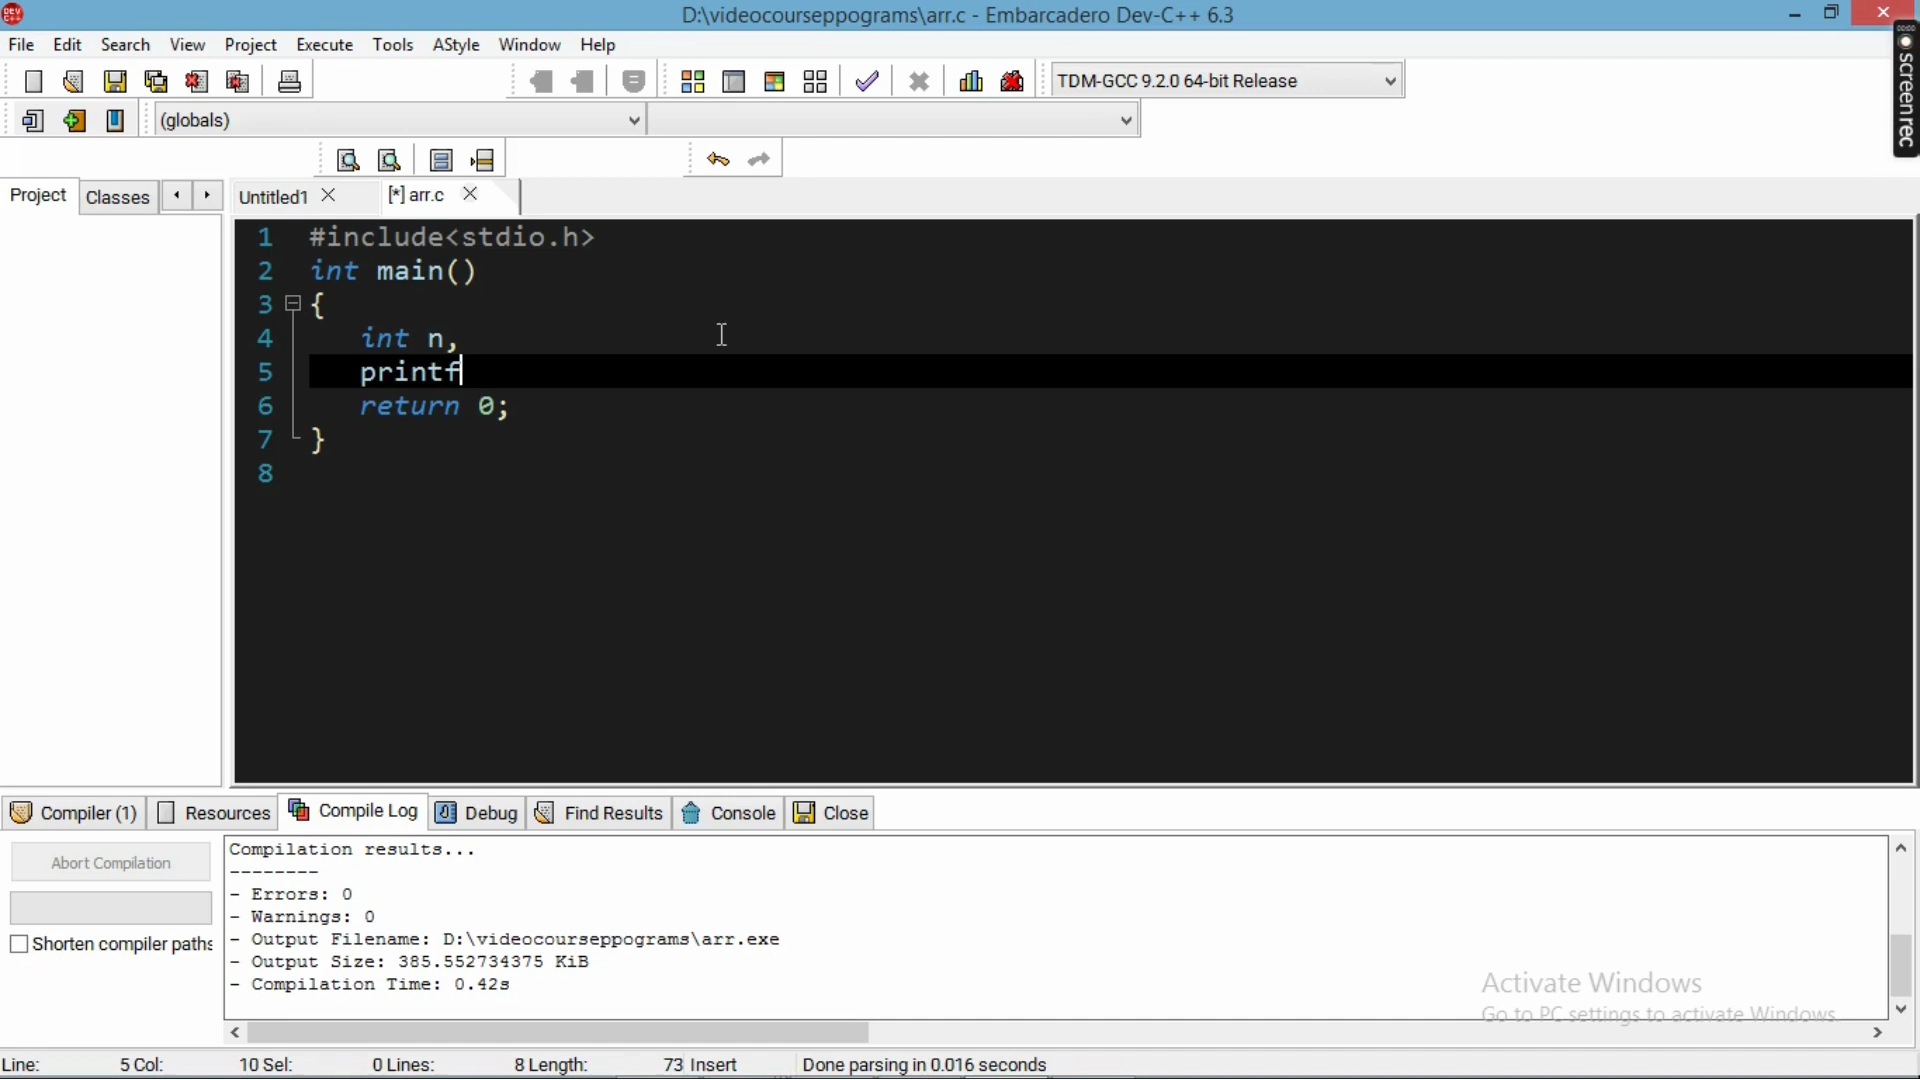 D:\videocourseppograms\arr.c - Embarcadero Dev-C++ 6.3
File Edit Search View Project Execute Tools AStyle Window Help
TDM-GCC 9.2.0 64-bit Release
(globals)
Project Classes Untitled1 [*] arr.c
1 #include<stdio.h>
2 int main()
3 {
4 int n,
5 printf
6 return 0;
7 }
8
Compiler (1) Resources Compile Log Debug Find Results Console Close
Abort Compilation
Shorten compiler paths
Compilation results...
--------
- Errors: 0
- Warnings: 0
- Output Filename: D:\videocourseppograms\arr.exe
- Output Size: 385.552734375 KiB
- Compilation Time: 0.42s
Activate Windows
Go to PC settings to activate Windows.
Line: 5 Col: 10 Sel: 0 Lines: 8 Length: 73 Insert Done parsing in 0.016 seconds
00:00
screenrec
DEV C++